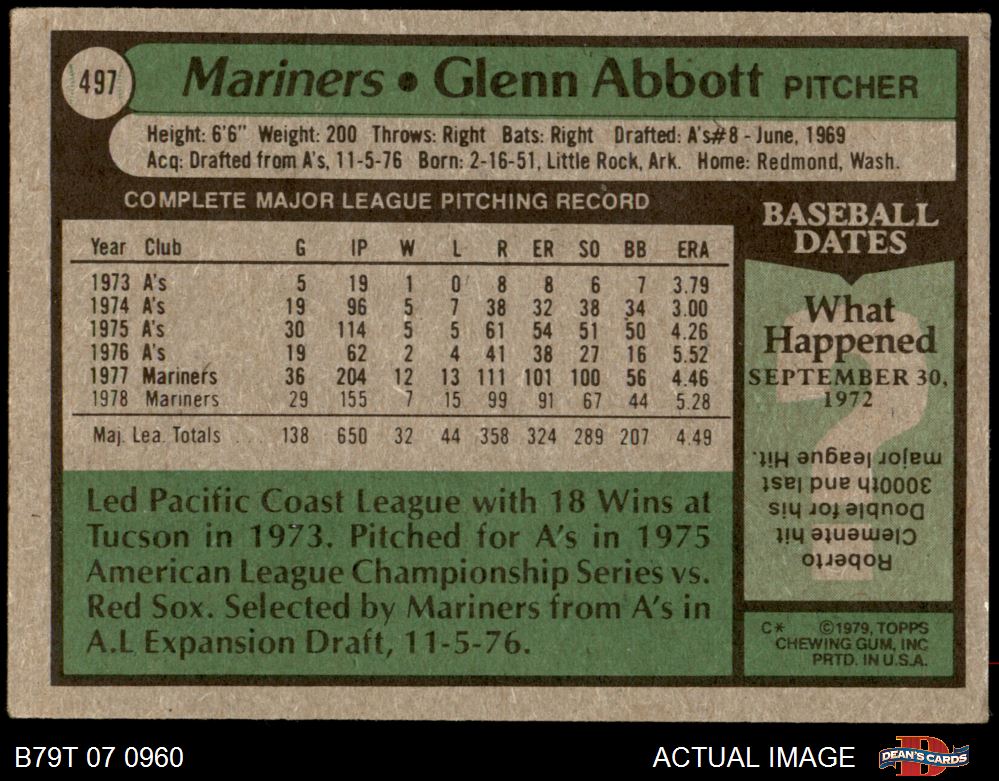 497
Mariners • Glenn Abbott PITCHER
Height: 6'6" Weight: 200 Throws: Right Bats: Right Drafted: A's#8 - June, 1969
Acq: Drafted from A's, 11-5-76 Born: 2-16-51, Little Rock, Ark. Home: Redmond, Wash.
COMPLETE MAJOR LEAGUE PITCHING RECORD
Year Club G IP W L R ER SO BB ERA
1973 A's 5 19 1 0 8 8 6 7 3.79
1974 A's 19 96 5 7 38 32 38 34 3.00
1975 A's 30 114 5 5 61 54 51 50 4.26
1976 A's 19 62 2 4 41 38 27 16 5.52
1977 Mariners 36 204 12 13 111 101 100 56 4.46
1978 Mariners 29 155 7 15 99 91 67 44 5.28
Maj. Lea. Totals . . . 138 650 32 44 358 324 289 207 4.49
Led Pacific Coast League with 18 Wins at
Tucson in 1973. Pitched for A's in 1975
American League Championship Series vs.
Red Sox. Selected by Mariners from A's in
A.L Expansion Draft, 11-5-76.
BASEBALL
DATES
What
Happened
SEPTEMBER 30,
1972
Roberto
Clemente hit
Double for his
3000th and last
major league Hit.
C* ©1979, TOPPS
CHEWING GUM, INC
PRTD. IN U.S.A.
B79T 07 0960
ACTUAL IMAGE
DEAN'S CARDS